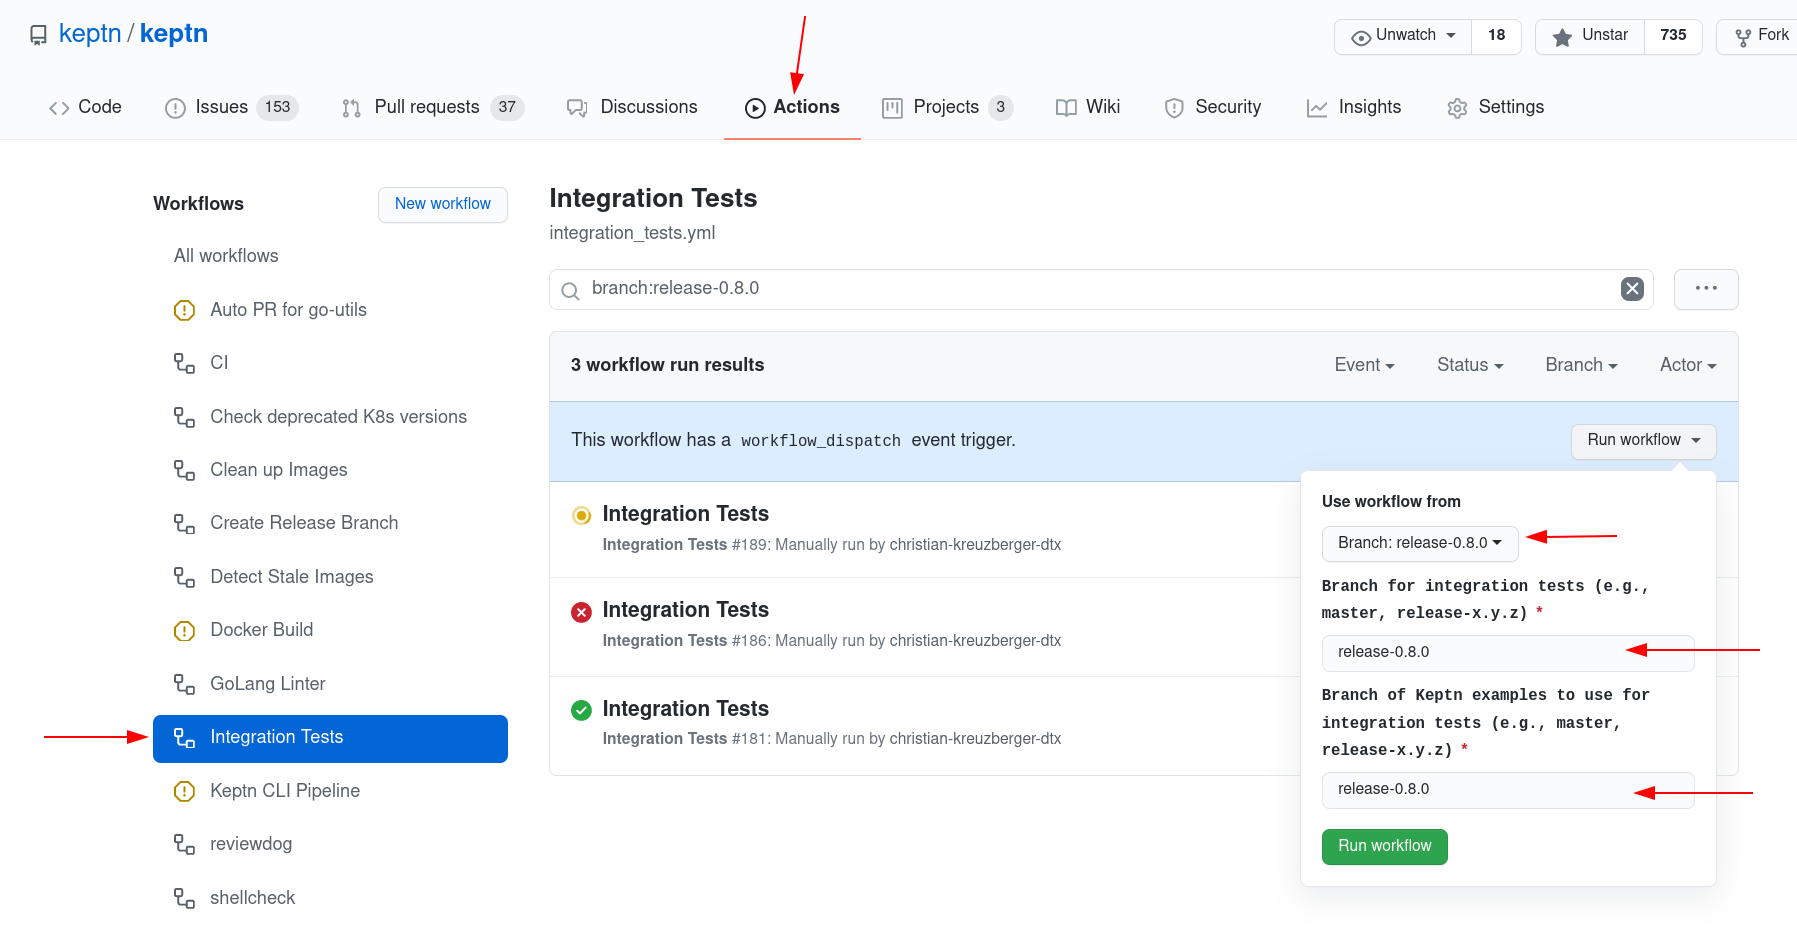 keptn / keptn
Unwatch 18 Unstar 735 Fork
Code Issues 153 Pull requests 37 Discussions Actions Projects 3 Wiki Security Insights Settings
Workflows
New workflow
All workflows
Auto PR for go-utils
CI
Check deprecated K8s versions
Clean up Images
Create Release Branch
Detect Stale Images
Docker Build
GoLang Linter
Integration Tests
Keptn CLI Pipeline
reviewdog
shellcheck
Integration Tests
integration_tests.yml
branch:release-0.8.0
3 workflow run results
Event Status Branch Actor
This workflow has a workflow_dispatch event trigger.
Run workflow
Integration Tests
Integration Tests #189: Manually run by christian-kreuzberger-dtx
Integration Tests
Integration Tests #186: Manually run by christian-kreuzberger-dtx
Integration Tests
Integration Tests #181: Manually run by christian-kreuzberger-dtx
Use workflow from
Branch: release-0.8.0
Branch for integration tests (e.g.,
master, release-x.y.z) *
release-0.8.0
Branch of Keptn examples to use for
integration tests (e.g., master,
release-x.y.z) *
release-0.8.0
Run workflow